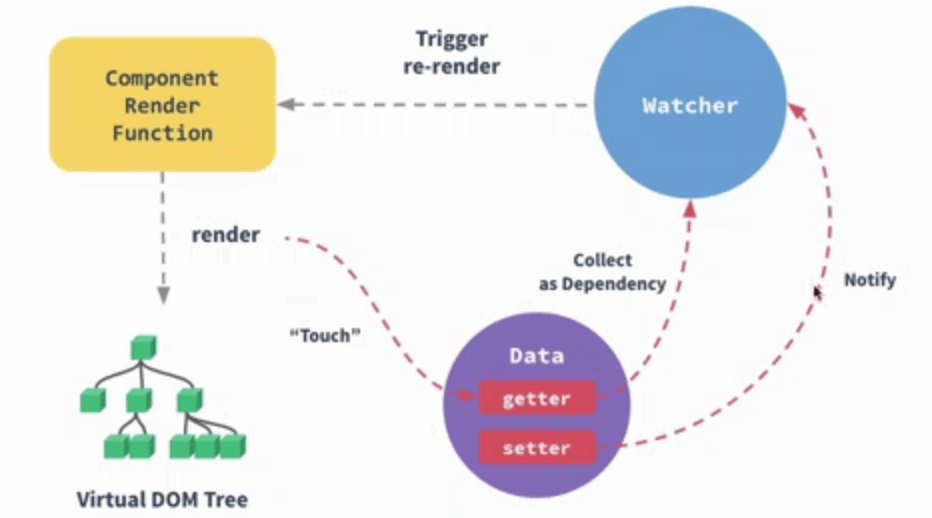 Trigger
re-render
Component
Render
Function
Watcher
render
Collect
as Dependency
Notify
“Touch”
Data
getter
setter
Virtual DOM Tree